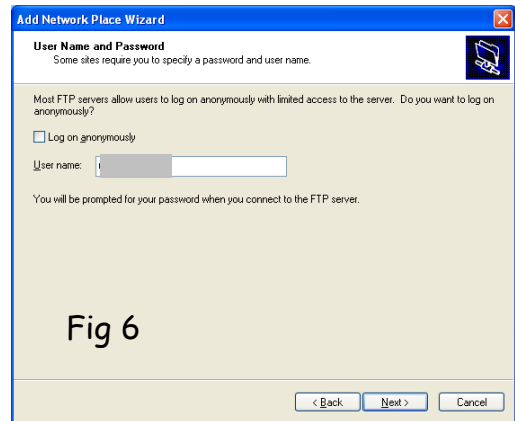 Add Network Place Wizard
User Name and Password
Some sites require you to specify a password and user name.
Most FTP servers allow users to log on anonymously with limited access to the server. Do you want to log on
anonymously?
Log on anonymously
User name:
You will be prompted for your password when you connect to the FTP server.
Fig 6
< Back Next > Cancel